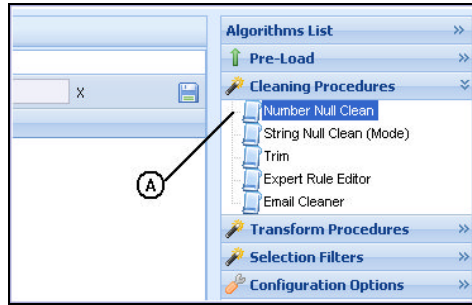 Algorithms List
Pre-Load
X
Cleaning Procedures
Number Null Clean
String Null Clean (Mode)
Trim
A
Expert Rule Editor
Email Cleaner
Transform Procedures
Selection Filters
Configuration Options